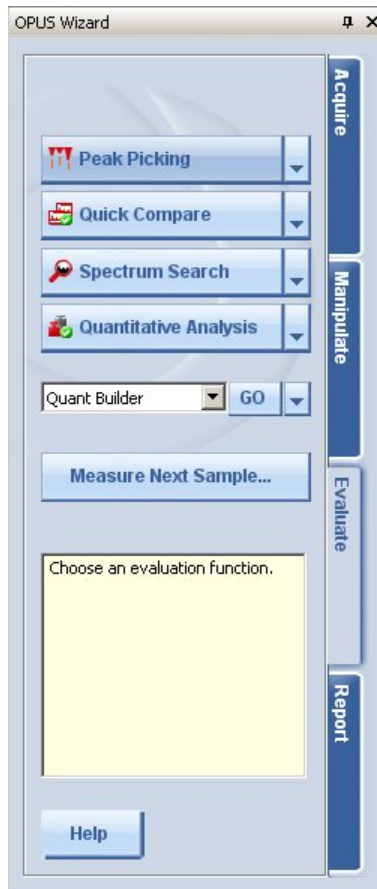 OPUS Wizard
Peak Picking
Quick Compare
Spectrum Search
Quantitative Analysis
Quant Builder
GO
Measure Next Sample...
Choose an evaluation function.
Help
Acquire
Manipulate
Evaluate
Report